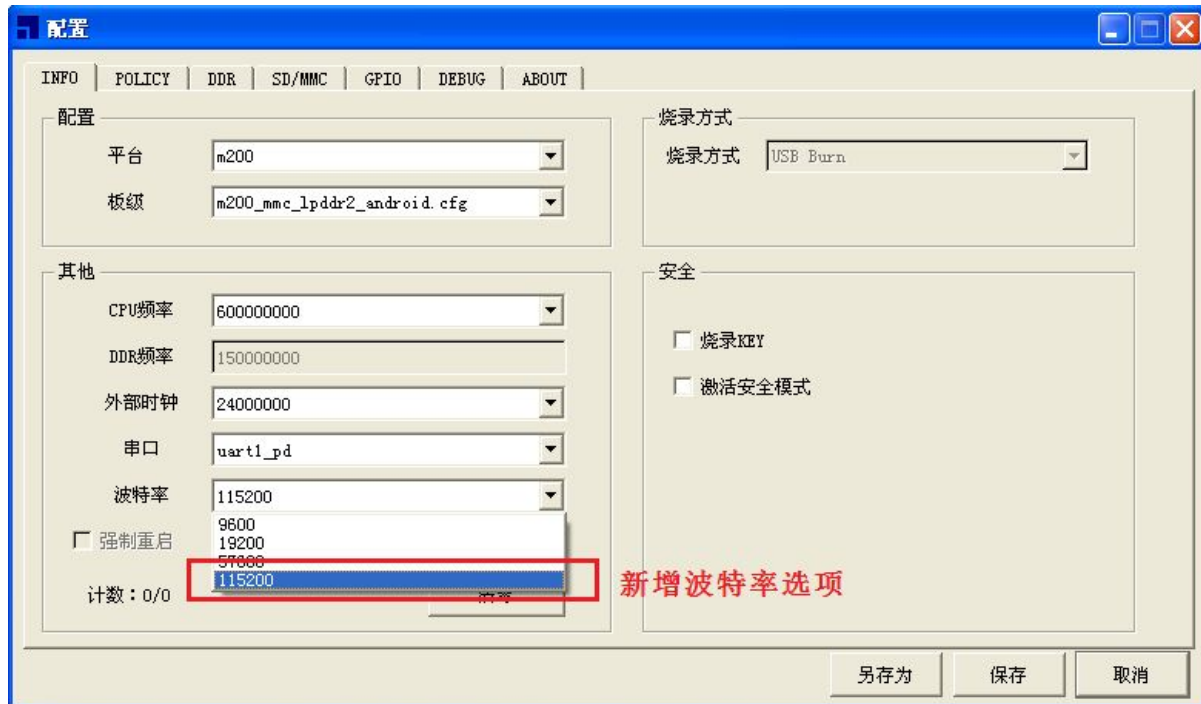 配置
INFO POLICY DDR SD/MMC GPIO DEBUG ABOUT
配置
平台 m200
板级 m200_mmc_lpddr2_android.cfg
烧录方式
烧录方式 USB Burn
其他
CPU频率 600000000
DDR频率 150000000
外部时钟 24000000
串口 uart1_pd
波特率 115200
9600
19200
57600
115200
强制重启
计数：0/0
新增波特率选项
安全
烧录KEY
激活安全模式
另存为 保存 取消